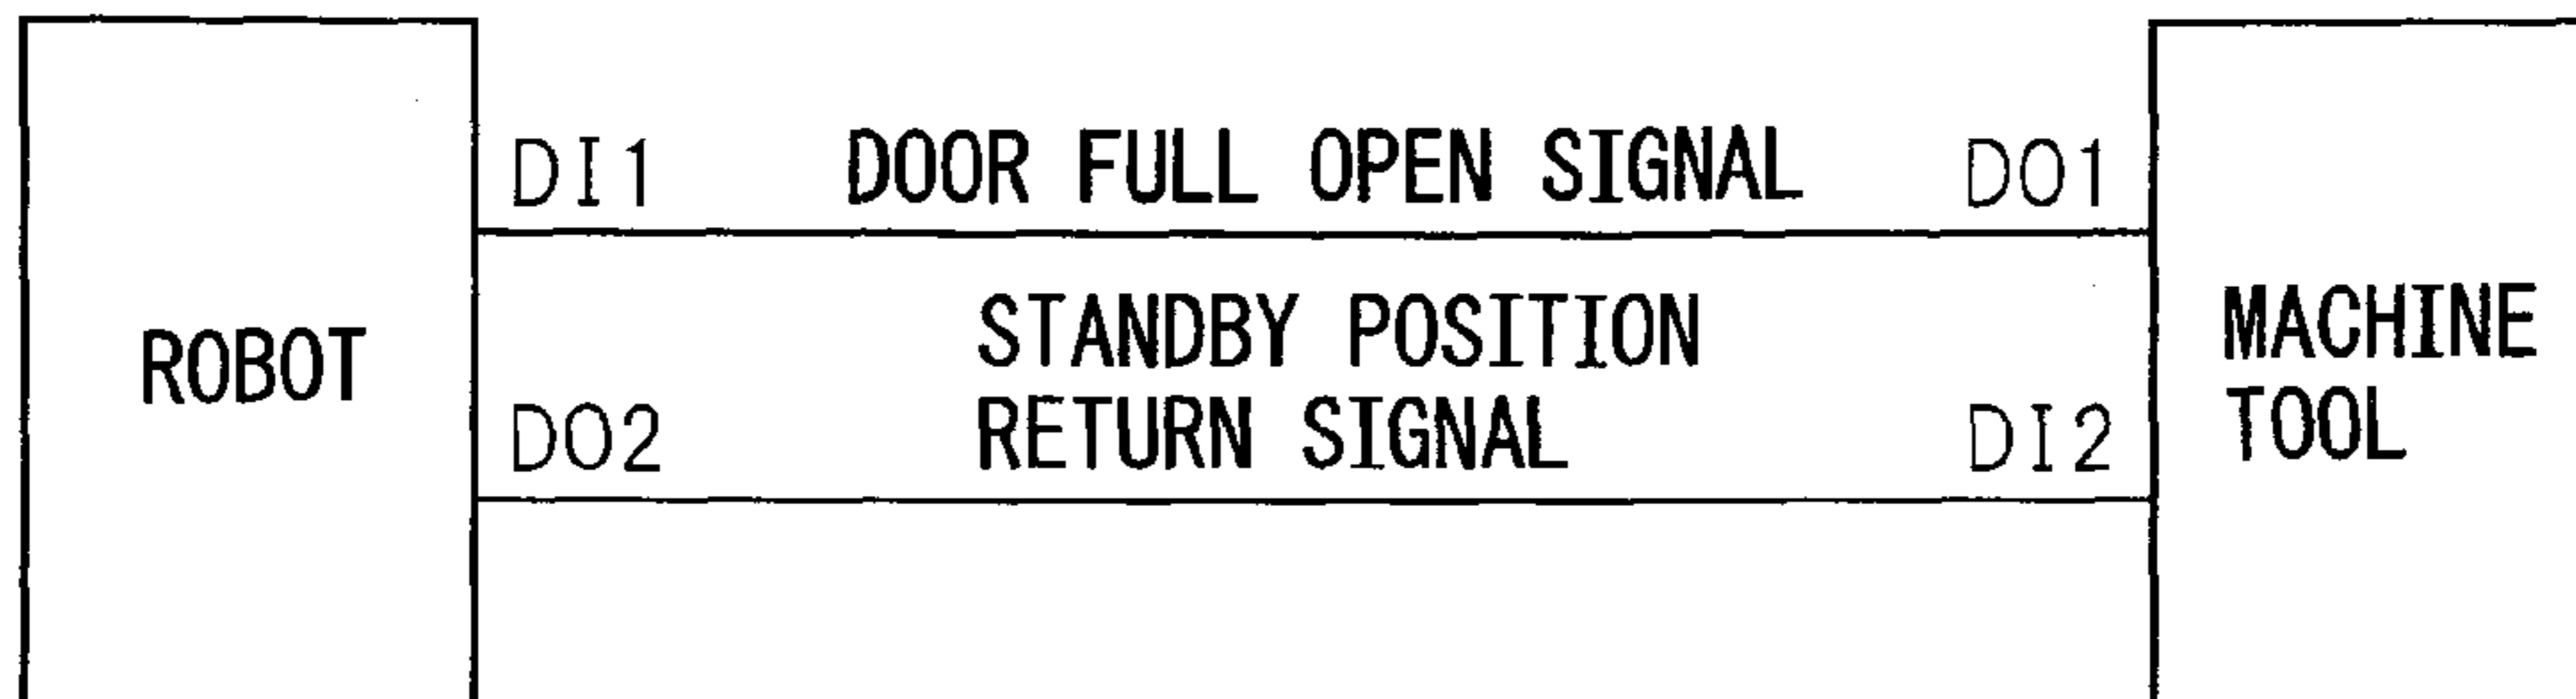 DI1 DOOR FULL OPEN SIGNAL DO1
ROBOT
STANDBY POSITION
RETURN SIGNAL
DO2
DI2
MACHINE
TOOL